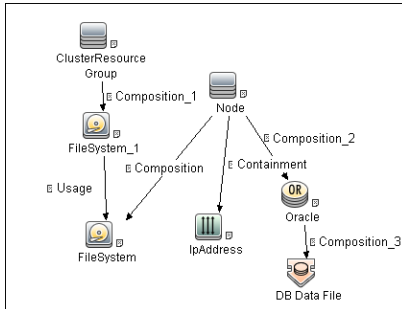 ClusterResource
Group
Composition_1
Node
FileSystem_1
Composition_2
Composition
Containment
Usage
OR
Oracle
FileSystem
IpAddress
Composition_3
DB Data File